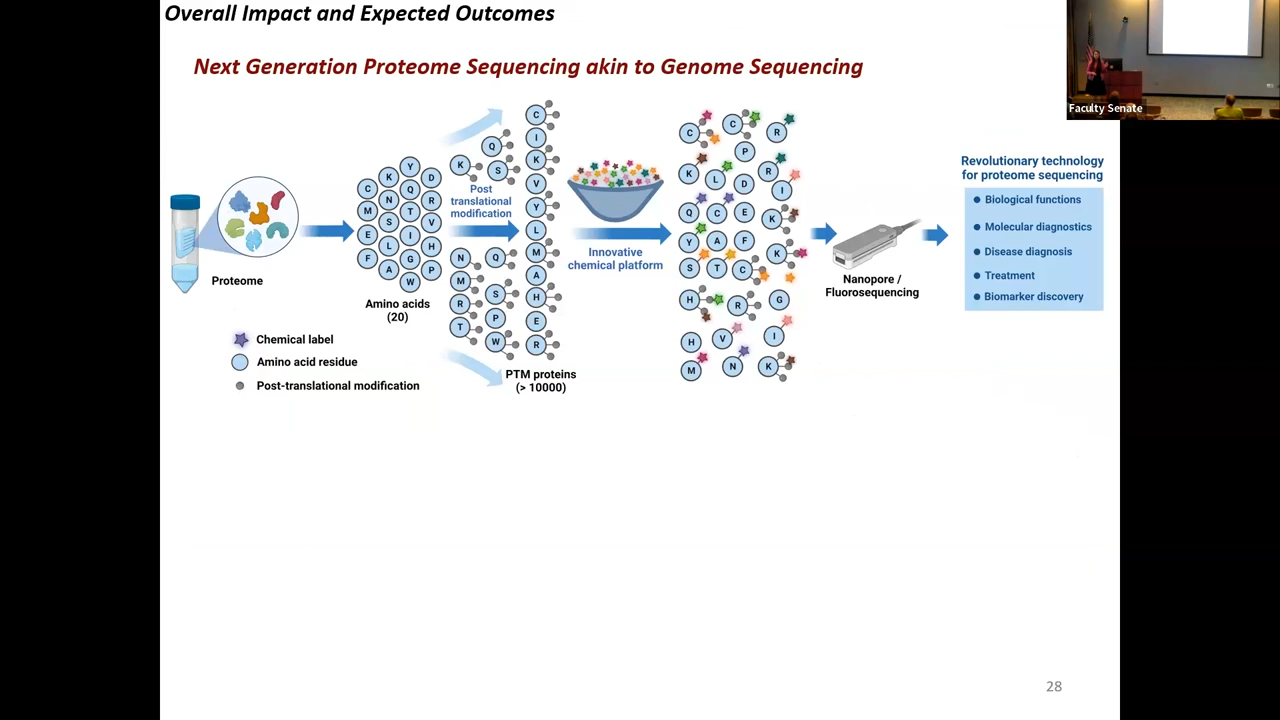 Overall Impact and Expected Outcomes
Next Generation Proteome Sequencing akin to Genome Sequencing
Faculty Senate
Proteome
C
M
E
F
K
N
S
L
A
Y
Q
T
I
G
W
D
R
V
H
P
Amino acids
(20)
K
Q
S
Post
translational
modification
N
M
R
T
Q
S
P
W
C
I
K
V
Y
L
M
A
H
E
R
PTM proteins
(> 10000)
Innovative
chemical platform
C
C
R
P
K
L
D
R
I
Q
C
E
K
Y
A
F
K
S
T
C
H
R
G
H
V
I
M
N
K
Nanopore /
Fluorosequencing
Revolutionary technology
for proteome sequencing
Biological functions
Molecular diagnostics
Disease diagnosis
Treatment
Biomarker discovery
Chemical label
Amino acid residue
Post-translational modification
28